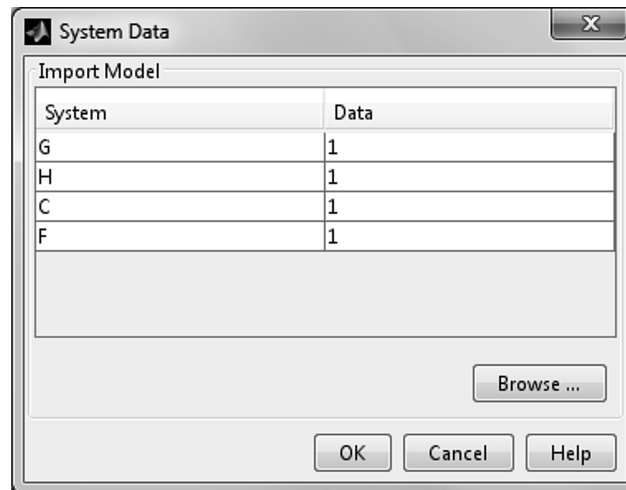 System Data
x
Import Model
System Data
G 1
H 1
C 1
F 1
Browse ...
OK Cancel Help